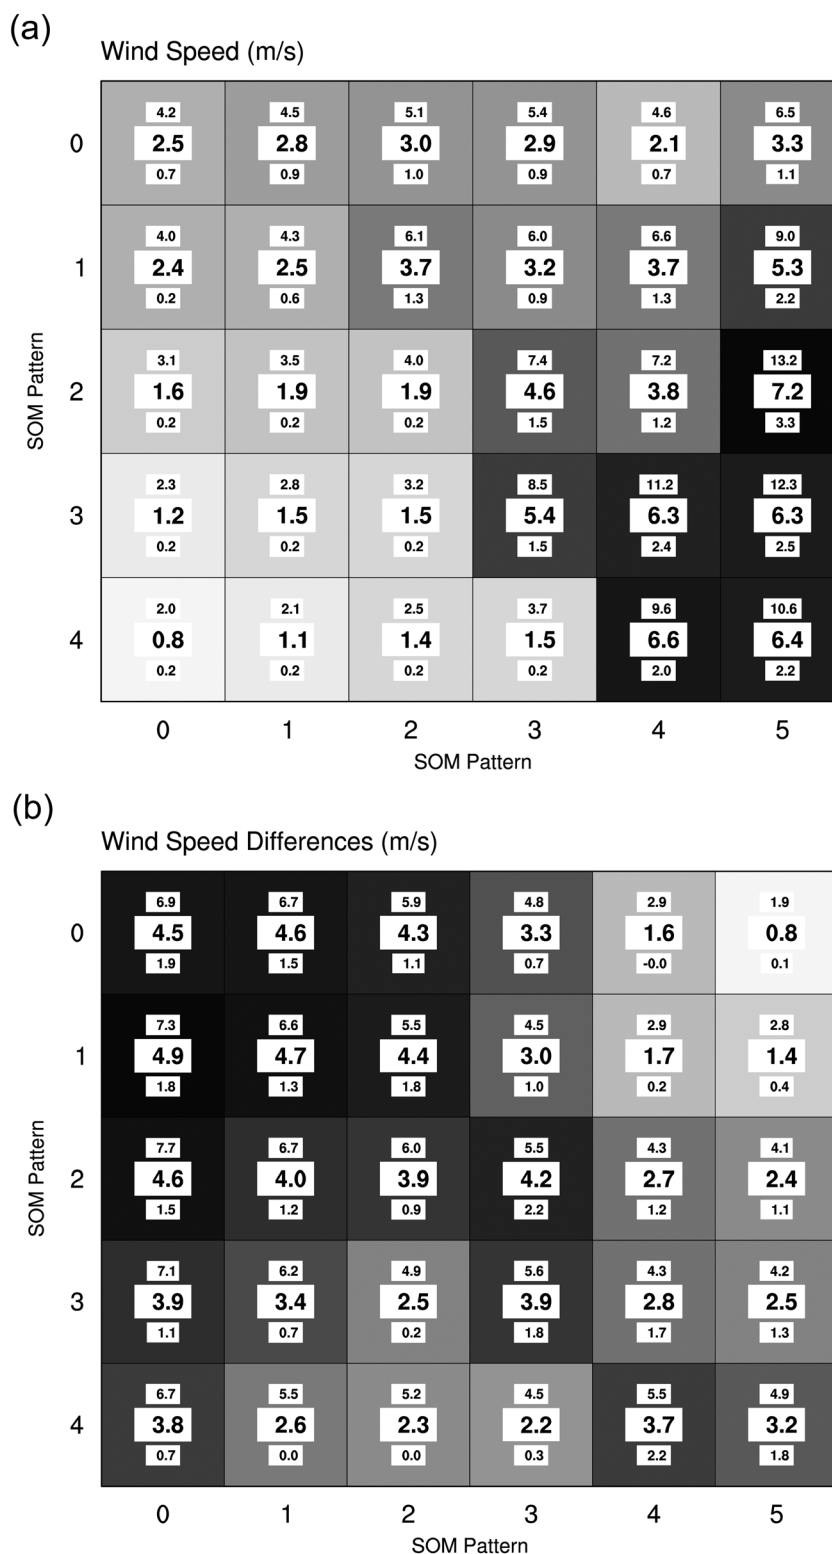 (a)
Wind Speed (m/s)
4.2 4.5 5.1 5.4 4.6 6.5
0 2.5 2.8 3.0 2.9 2.1 3.3
0.7 0.9 1.0 0.9 0.7 1.1
4.0 4.3 6.1 6.0 6.6 9.0
1 2.4 2.5 3.7 3.2 3.7 5.3
0.2 0.6 1.3 0.9 1.3 2.2
3.1 3.5 4.0 7.4 7.2 13.2
2 1.6 1.9 1.9 4.6 3.8 7.2
0.2 0.2 0.2 1.5 1.2 3.3
SOM Pattern
2.3 2.8 3.2 8.5 11.2 12.3
3 1.2 1.5 1.5 5.4 6.3 6.3
0.2 0.2 0.2 1.5 2.4 2.5
2.0 2.1 2.5 3.7 9.6 10.6
4 0.8 1.1 1.4 1.5 6.6 6.4
0.2 0.2 0.2 0.2 2.0 2.2
0 1 2 3 4 5
SOM Pattern
(b)
Wind Speed Differences (m/s)
6.9 6.7 5.9 4.8 2.9 1.9
0 4.5 4.6 4.3 3.3 1.6 0.8
1.9 1.5 1.1 0.7 -0.0 0.1
7.3 6.6 5.5 4.5 2.9 2.8
1 4.9 4.7 4.4 3.0 1.7 1.4
1.8 1.3 1.8 1.0 0.2 0.4
7.7 6.7 6.0 5.5 4.3 4.1
2 4.6 4.0 3.9 4.2 2.7 2.4
1.5 1.2 0.9 2.2 1.2 1.1
SOM Pattern
7.1 6.2 4.9 5.6 4.3 4.2
3 3.9 3.4 2.5 3.9 2.8 2.5
1.1 0.7 0.2 1.8 1.7 1.3
6.7 5.5 5.2 4.5 5.5 4.9
4 3.8 2.6 2.3 2.2 3.7 3.2
0.7 0.0 0.0 0.3 2.2 1.8
0 1 2 3 4 5
SOM Pattern